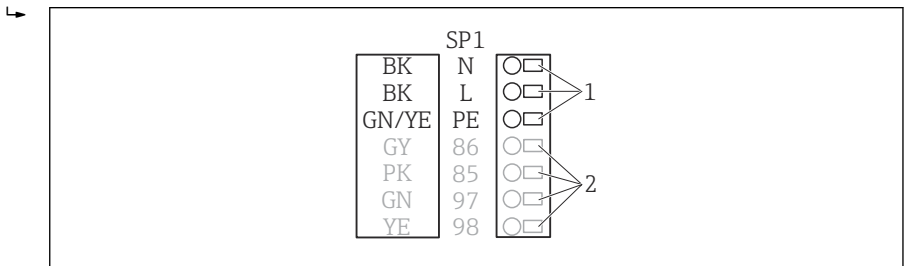 SP1
BK N
BK L
GN/YE PE
1
GY 86
PK 85
GN 97
YE 98
2